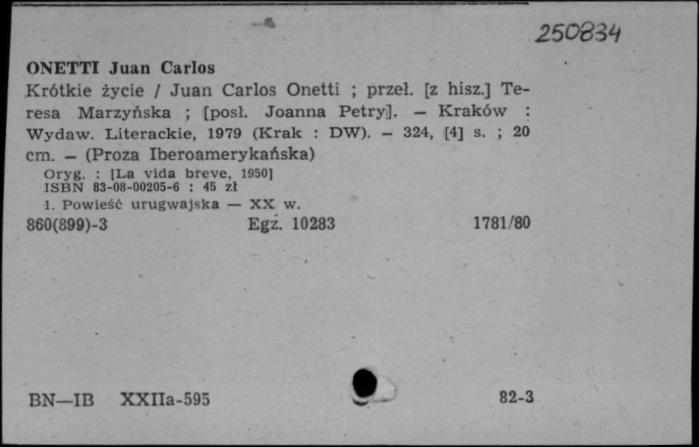 250834
ONETTI Juan Carlos
Krótkie życie / Juan Carlos Onetti ; przeł. [z hisz.] Te-
resa Marzyńska ; [posł. Joanna Petry]. — Kraków :
Wydaw. Literackie, 1979 (Krak : DW). — 324, [4] s. ; 20
cm. — (Proza Iberoamerykańska)
Oryg. : [La vida breve, 1950]
ISBN 83-08-00205-6 : 45 zł
1. Powieść urugwajska — XX w.
860(899)-3 Egz. 10283 1781/80
BN—IB XXIIa-595 82-3